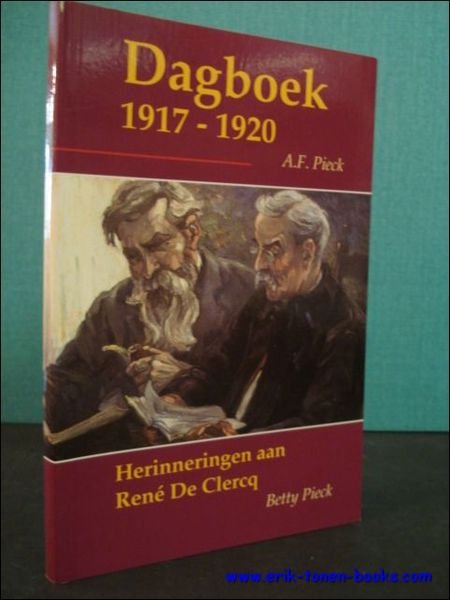 Dagboek
1917 - 1920
A.F. Pieck
Herinneringen aan
René De Clercq
Betty Pieck
www.erik-tonen-books.com